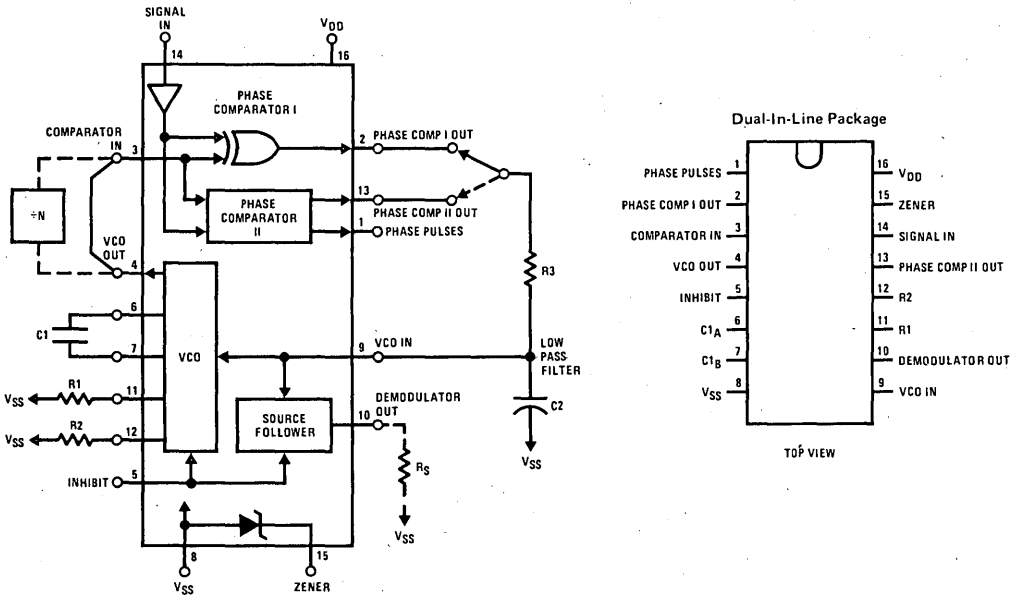 SIGNAL
IN
14
VDD
16
PHASE
COMPARATOR I
COMPARATOR
IN
3
2
PHASE COMP I OUT
÷N
PHASE
COMPARATOR
II
13
PHASE COMP II OUT
1
PHASE PULSES
VCO
OUT
4
R3
6
C1
7
VCO
9
VCO IN
LOW
PASS
FILTER
VSS
R1
11
VSS
R2
12
SOURCE
FOLLOWER
DEMODULATOR
OUT
10
RS
VSS
C2
VSS
INHIBIT
5
8
VSS
15
ZENER
Dual-In-Line Package
PHASE PULSES
1
PHASE COMP I OUT
2
COMPARATOR IN
3
VCO OUT
4
INHIBIT
5
C1A
6
C1B
7
VSS
8
16
VDD
15
ZENER
14
SIGNAL IN
13
PHASE COMP II OUT
12
R2
11
R1
10
DEMODULATOR OUT
9
VCO IN
TOP VIEW